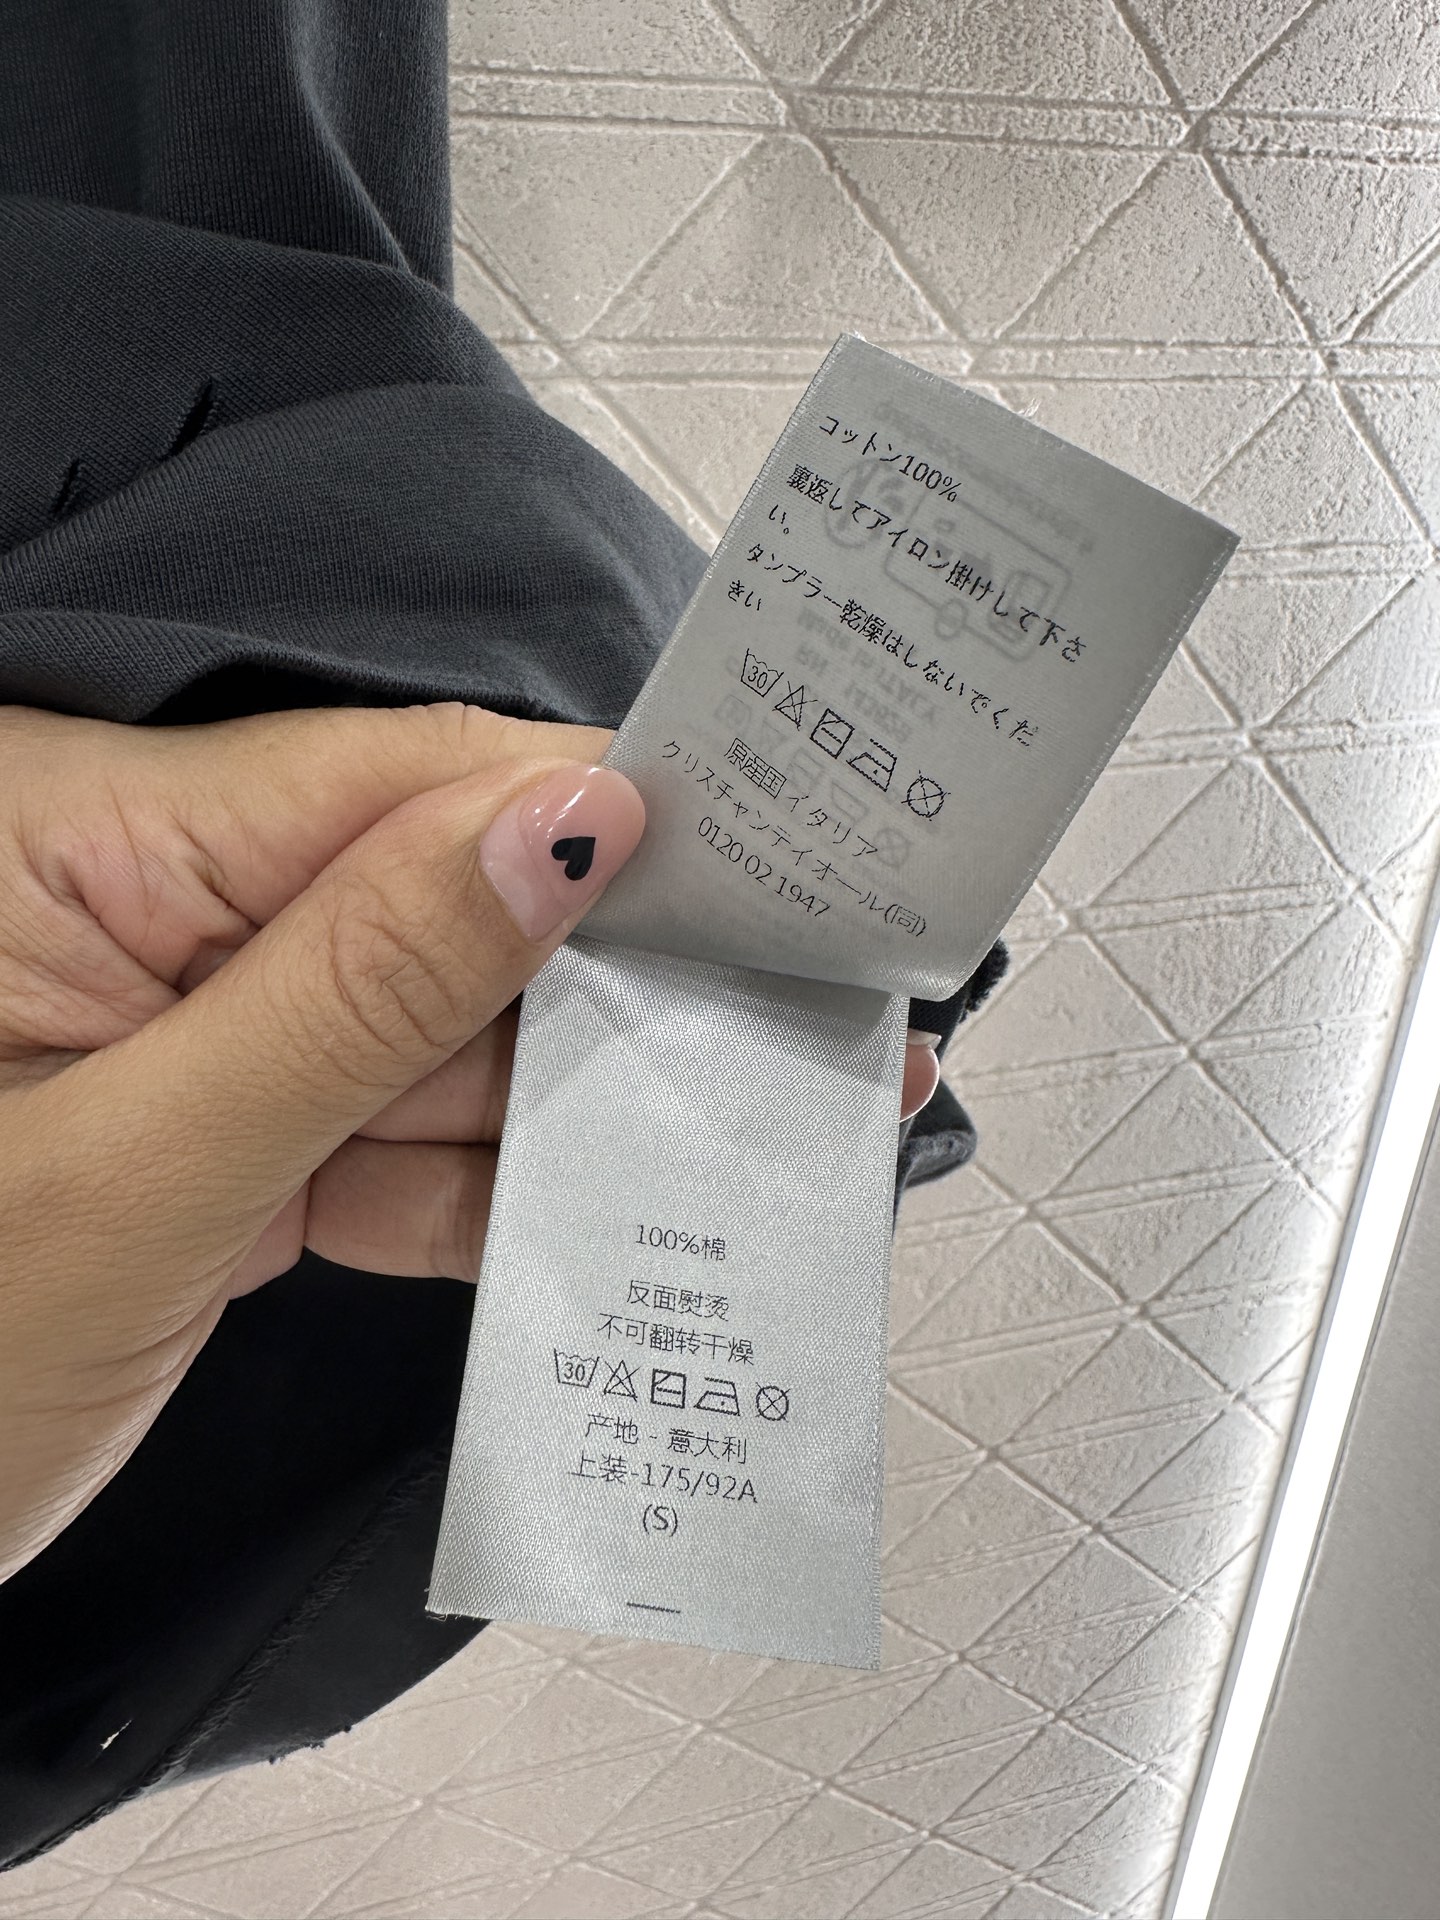 コットン100%
裏返してアイロン掛けして下さ
い。
タンブラー乾燥はしないでくだ
さい
30
原産国イタリア
クリスチャンディオール(同)
0120 02 1947
100%棉
反面熨烫
不可翻转干燥
30
产地 - 意大利
上装-175/92A
(S)